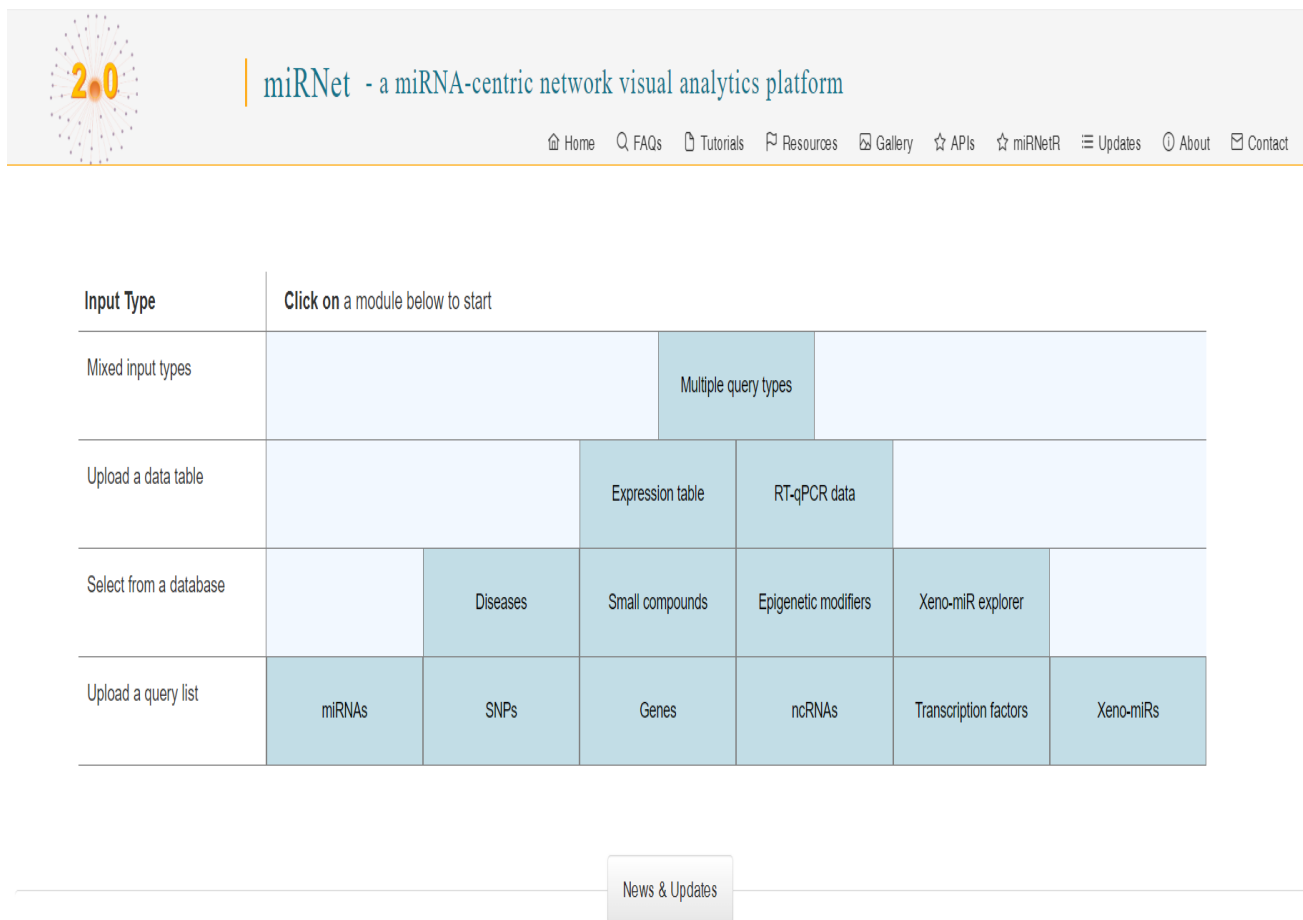 2.0
miRNet - a miRNA-centric network visual analytics platform
Home FAQs Tutorials Resources Gallery APIs miRNetR Updates About Contact
Input Type Click on a module below to start
Mixed input types
Multiple query types
Upload a data table
Expression table RT-qPCR data
Select from a database
Diseases Small compounds Epigenetic modifiers Xeno-miR explorer
Upload a query list
miRNAs SNPs Genes ncRNAs Transcription factors Xeno-miRs
News & Updates